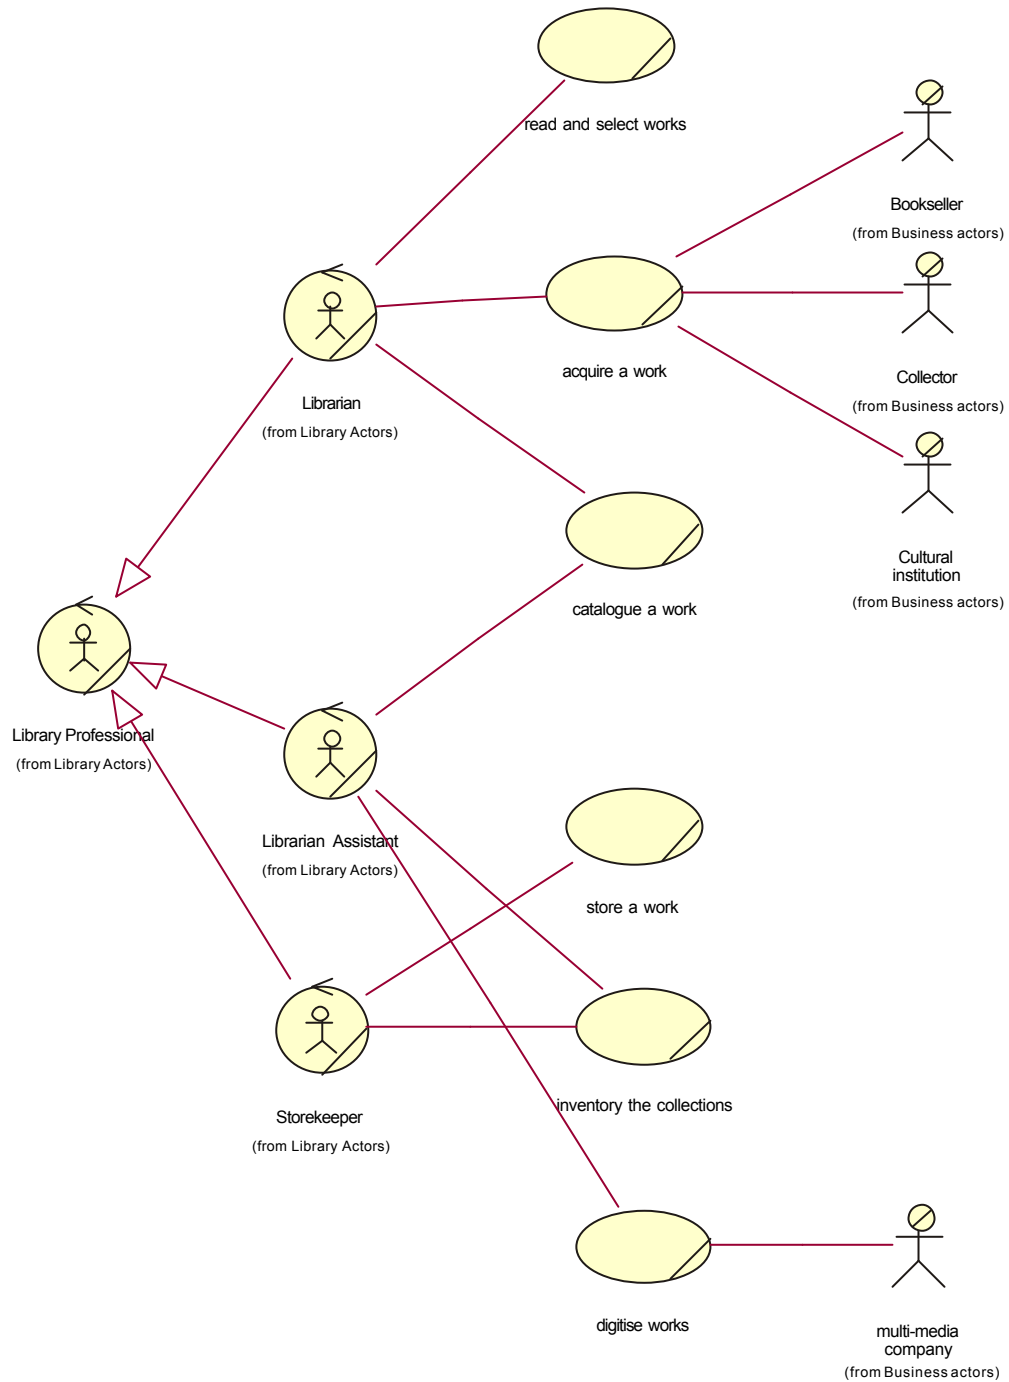 read and select works
Bookseller
(from Business actors)
acquire a work
Collector
(from Business actors)
Librarian
(from Library Actors)
Cultural
institution
(from Business actors)
catalogue a work
Library Professional
(from Library Actors)
Librarian Assistant
(from Library Actors)
store a work
inventory the collections
Storekeeper
(from Library Actors)
digitise works
multi-media
company
(from Business actors)